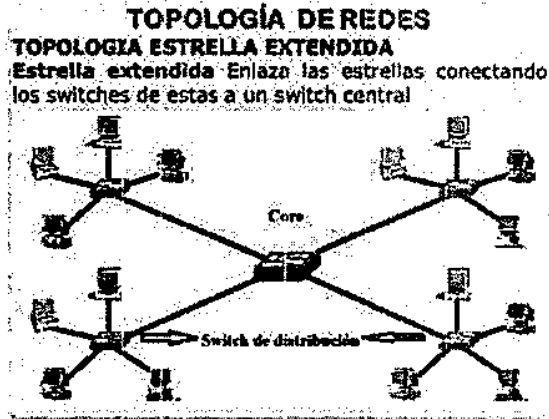 TOPOLOGÍA DE REDES
TOPOLOGIA ESTRELLA EXTENDIDA
Estrella extendida Enlaza las estrellas conectando
los switches de estas a un switch central
Core
Switch de distribución